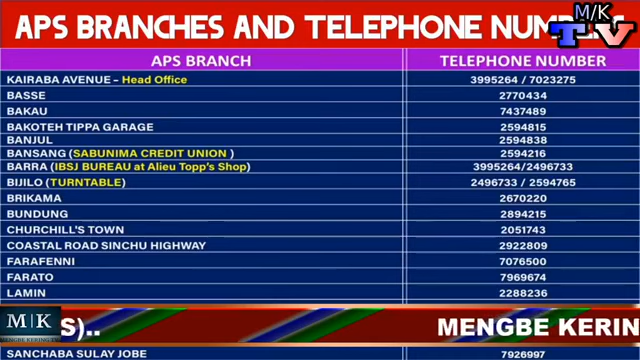 APS BRANCHES AND TELEPHONE NUMBERS
M/K
TV
APS BRANCH TELEPHONE NUMBER
KAIRABA AVENUE – Head Office 3995264 / 7023275
BASSE 2770434
BAKAU 7437489
BAKOTEH TIPPA GARAGE 2594815
BANJUL 2594838
BANSANG (SABUNIMA CREDIT UNION ) 2594216
BARRA (IBSJ BUREAU at Alieu Topp's Shop) 3995264/2496733
BIJILO (TURNTABLE) 2496733 / 2594765
BRIKAMA 2670220
BUNDUNG 2894215
CHURCHILL'S TOWN 2051743
COASTAL ROAD SINCHU HIGHWAY 2922809
FARAFENNI 7076500
FARATO 7969674
LAMIN 2288236
M|K S).. MENGBE KERIN
SANCHABA SULAY JOBE 7926997